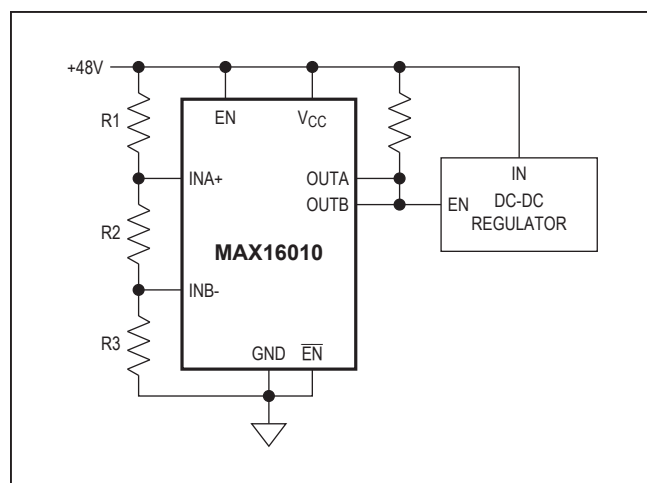 +48V
R1
EN
VCC
INA+
OUTA
OUTB
IN
EN
DC-DC
REGULATOR
R2
MAX16010
INB-
R3
GND
EN